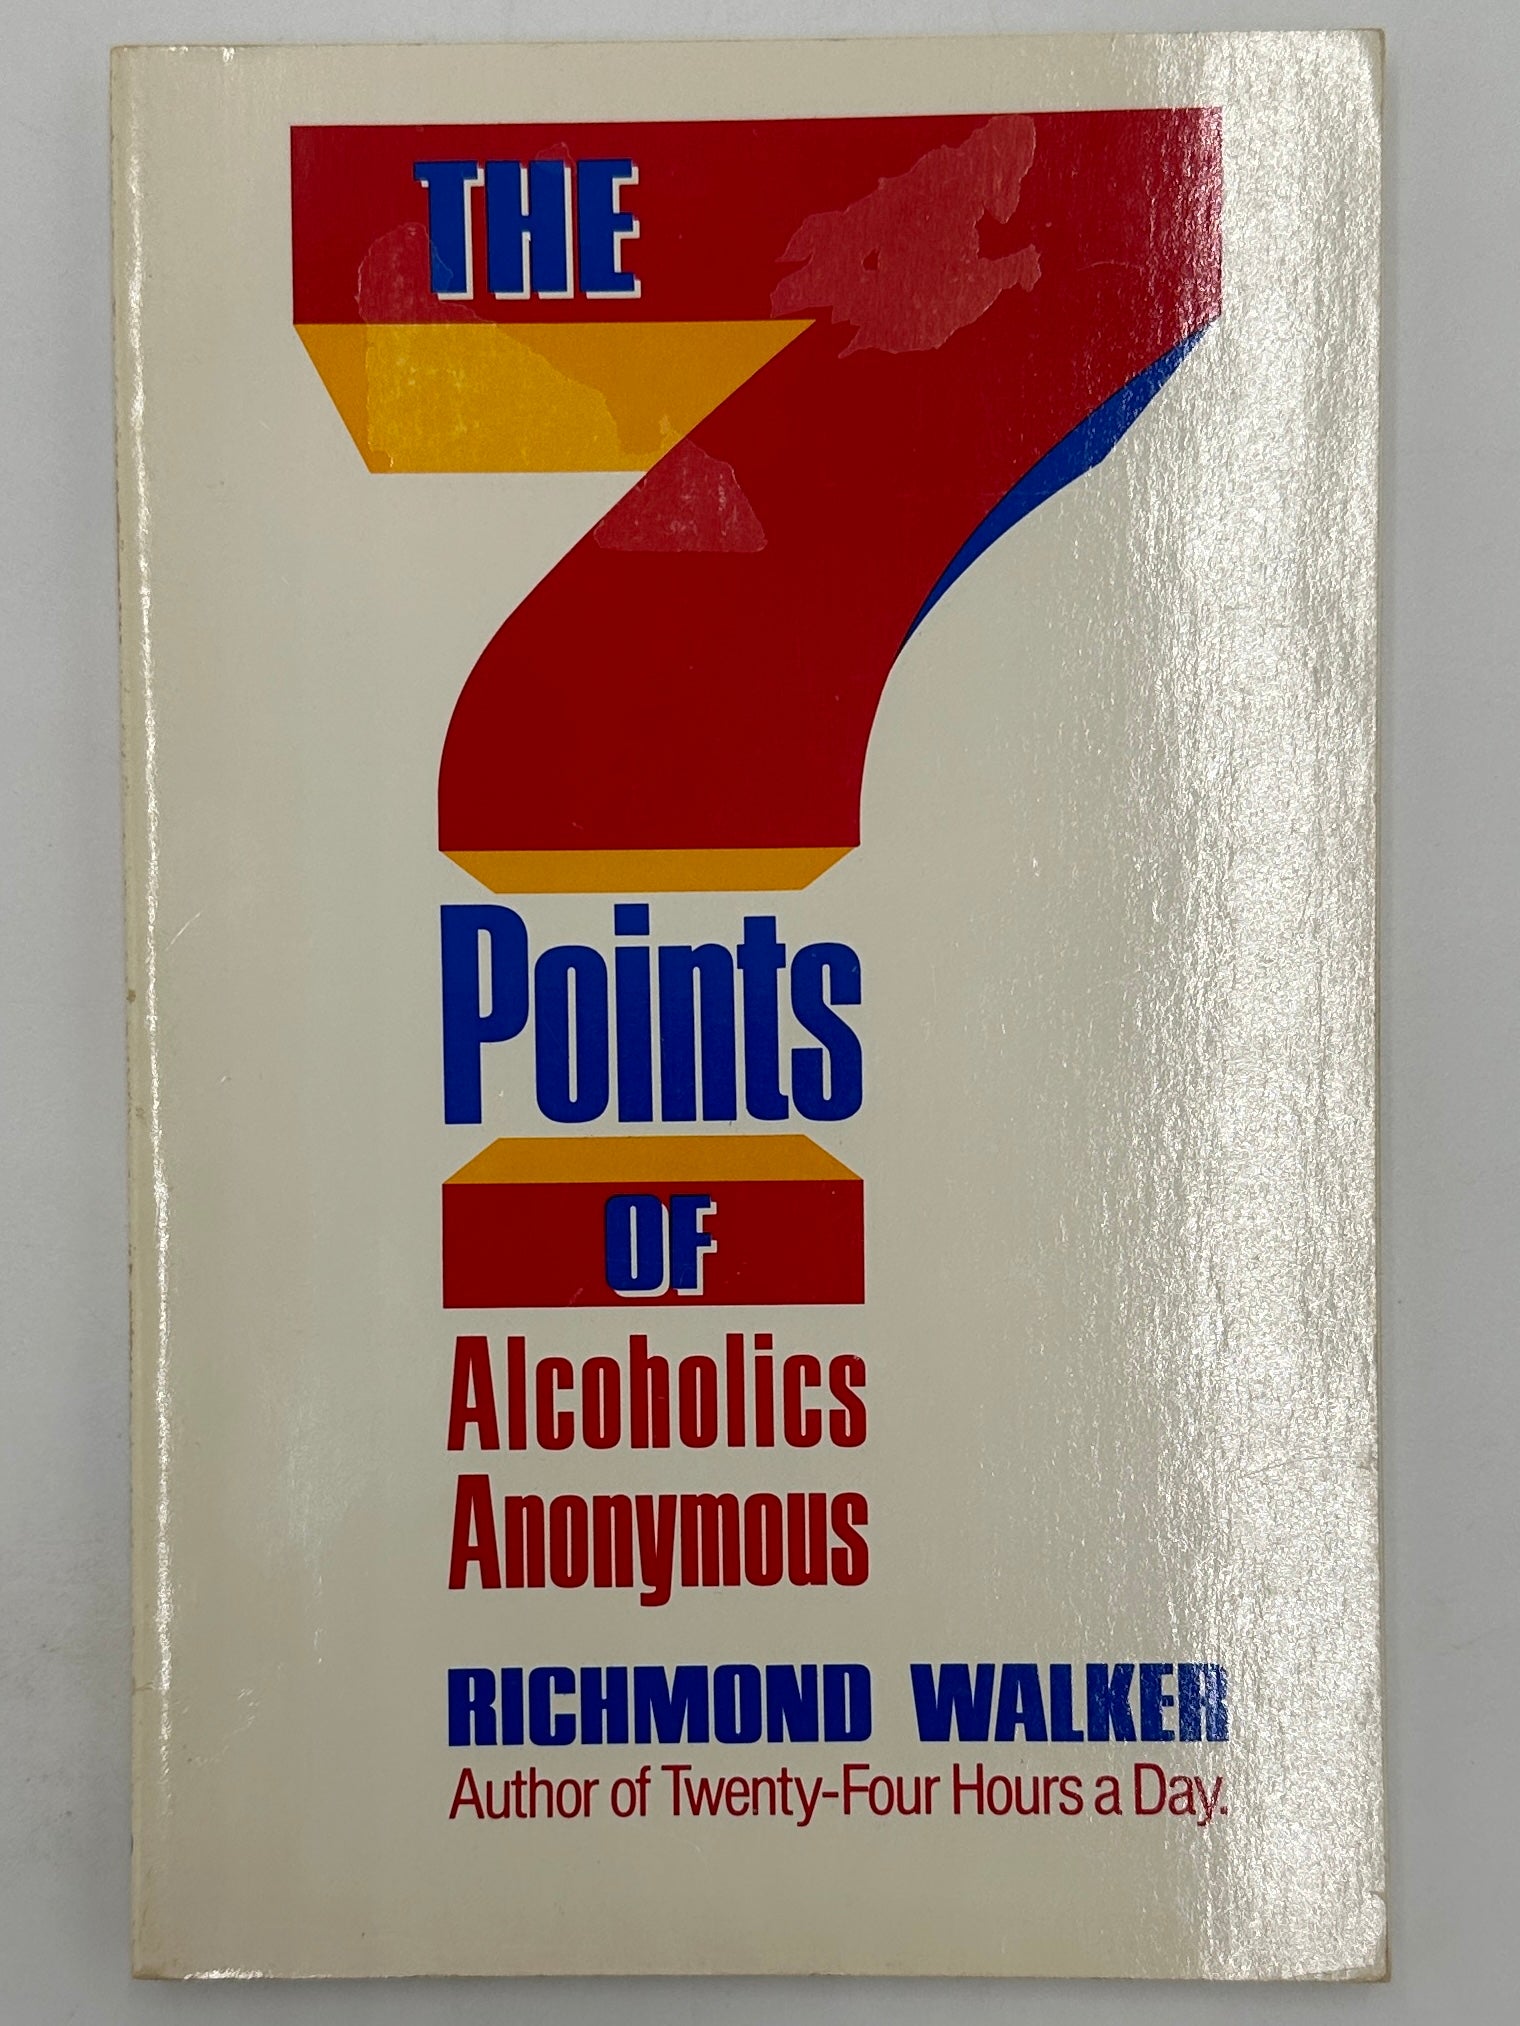 THE
7
Points
OF
Alcoholics
Anonymous
RICHMOND WALKER
Author of Twenty-Four Hours a Day.